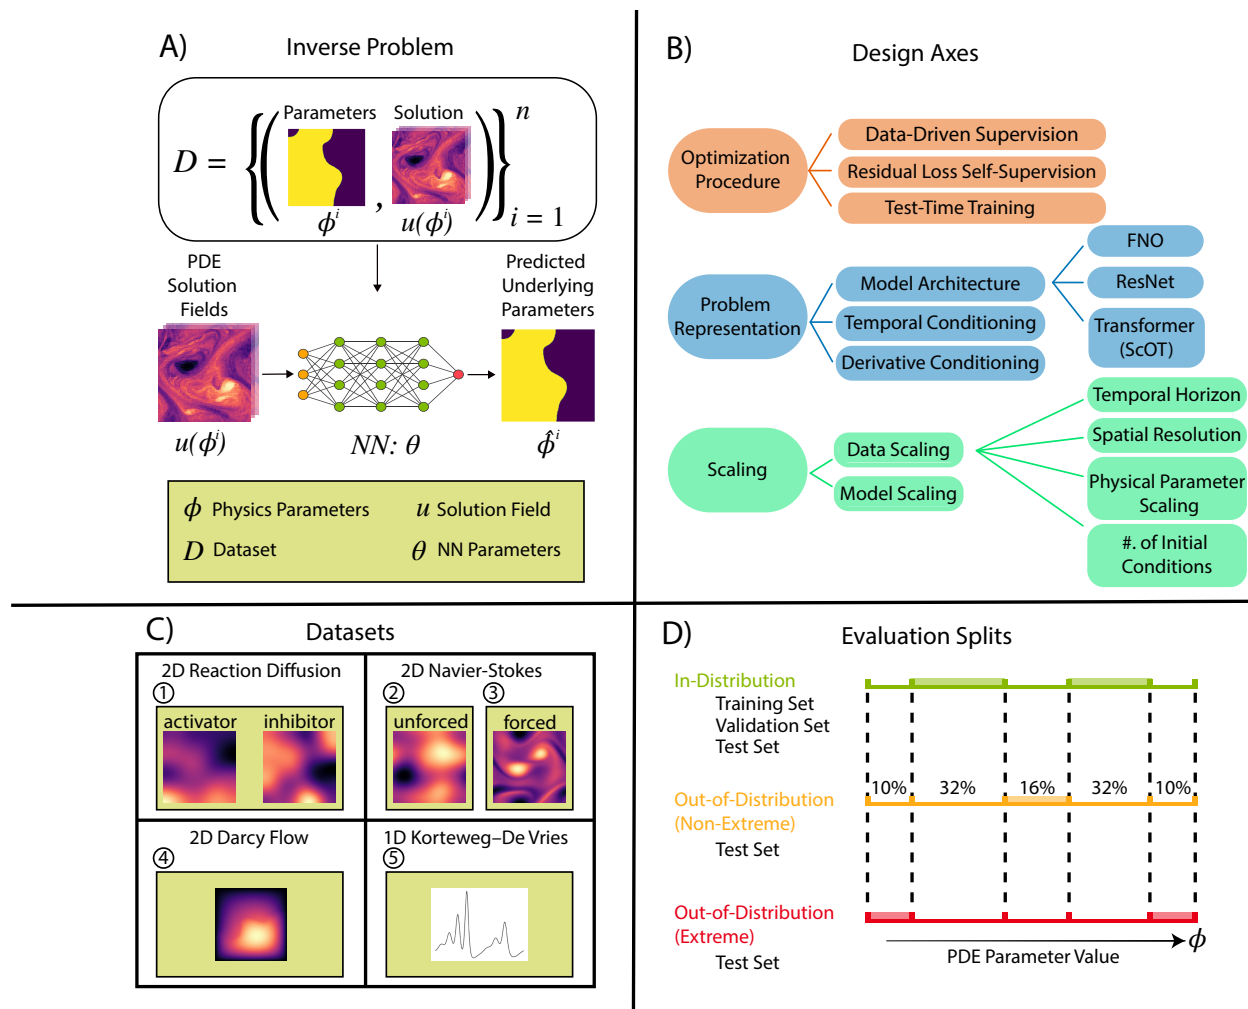 A)
Inverse Problem
Parameters
Solution
D = {( ϕ^i , u(ϕ^i) )}
n
i = 1
PDE
Solution
Fields
Predicted
Underlying
Parameters
u(ϕ^i)
NN: θ
ϕ̂^i
ϕ Physics Parameters
u Solution Field
D Dataset
θ NN Parameters
B)
Design Axes
Optimization
Procedure
Data-Driven Supervision
Residual Loss Self-Supervision
Test-Time Training
Problem
Representation
Model Architecture
Temporal Conditioning
Derivative Conditioning
FNO
ResNet
Transformer
(ScOT)
Scaling
Data Scaling
Model Scaling
Temporal Horizon
Spatial Resolution
Physical Parameter
Scaling
#. of Initial
Conditions
C)
Datasets
2D Reaction Diffusion
1
activator
inhibitor
2D Navier-Stokes
2
3
unforced
forced
2D Darcy Flow
4
1D Korteweg–De Vries
5
D)
Evaluation Splits
In-Distribution
Training Set
Validation Set
Test Set
10% 32% 16% 32% 10%
Out-of-Distribution
(Non-Extreme)
Test Set
Out-of-Distribution
(Extreme)
Test Set
ϕ
PDE Parameter Value